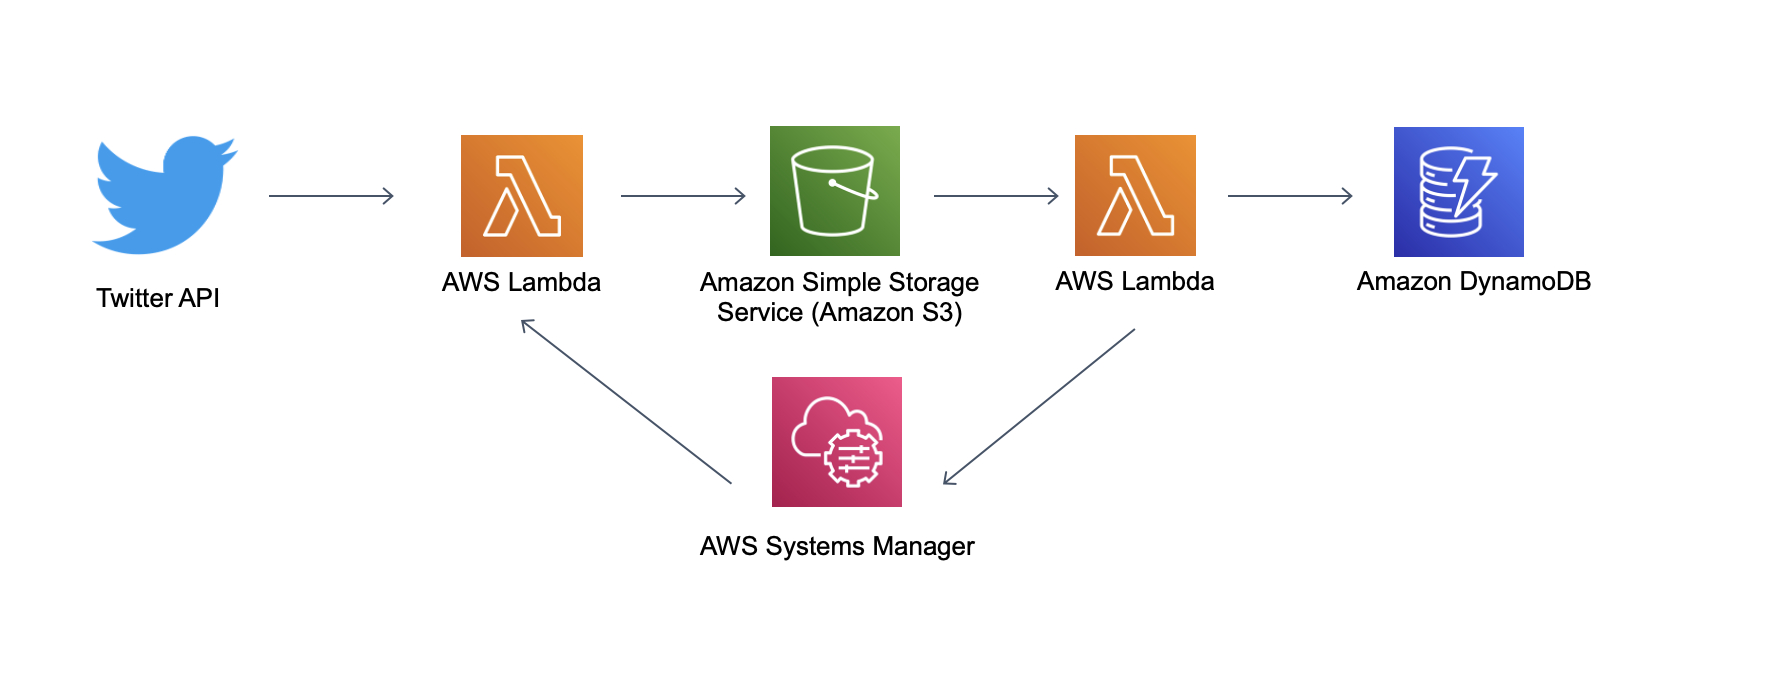 Twitter API
AWS Lambda
Amazon Simple Storage
Service (Amazon S3)
AWS Lambda
Amazon DynamoDB
AWS Systems Manager